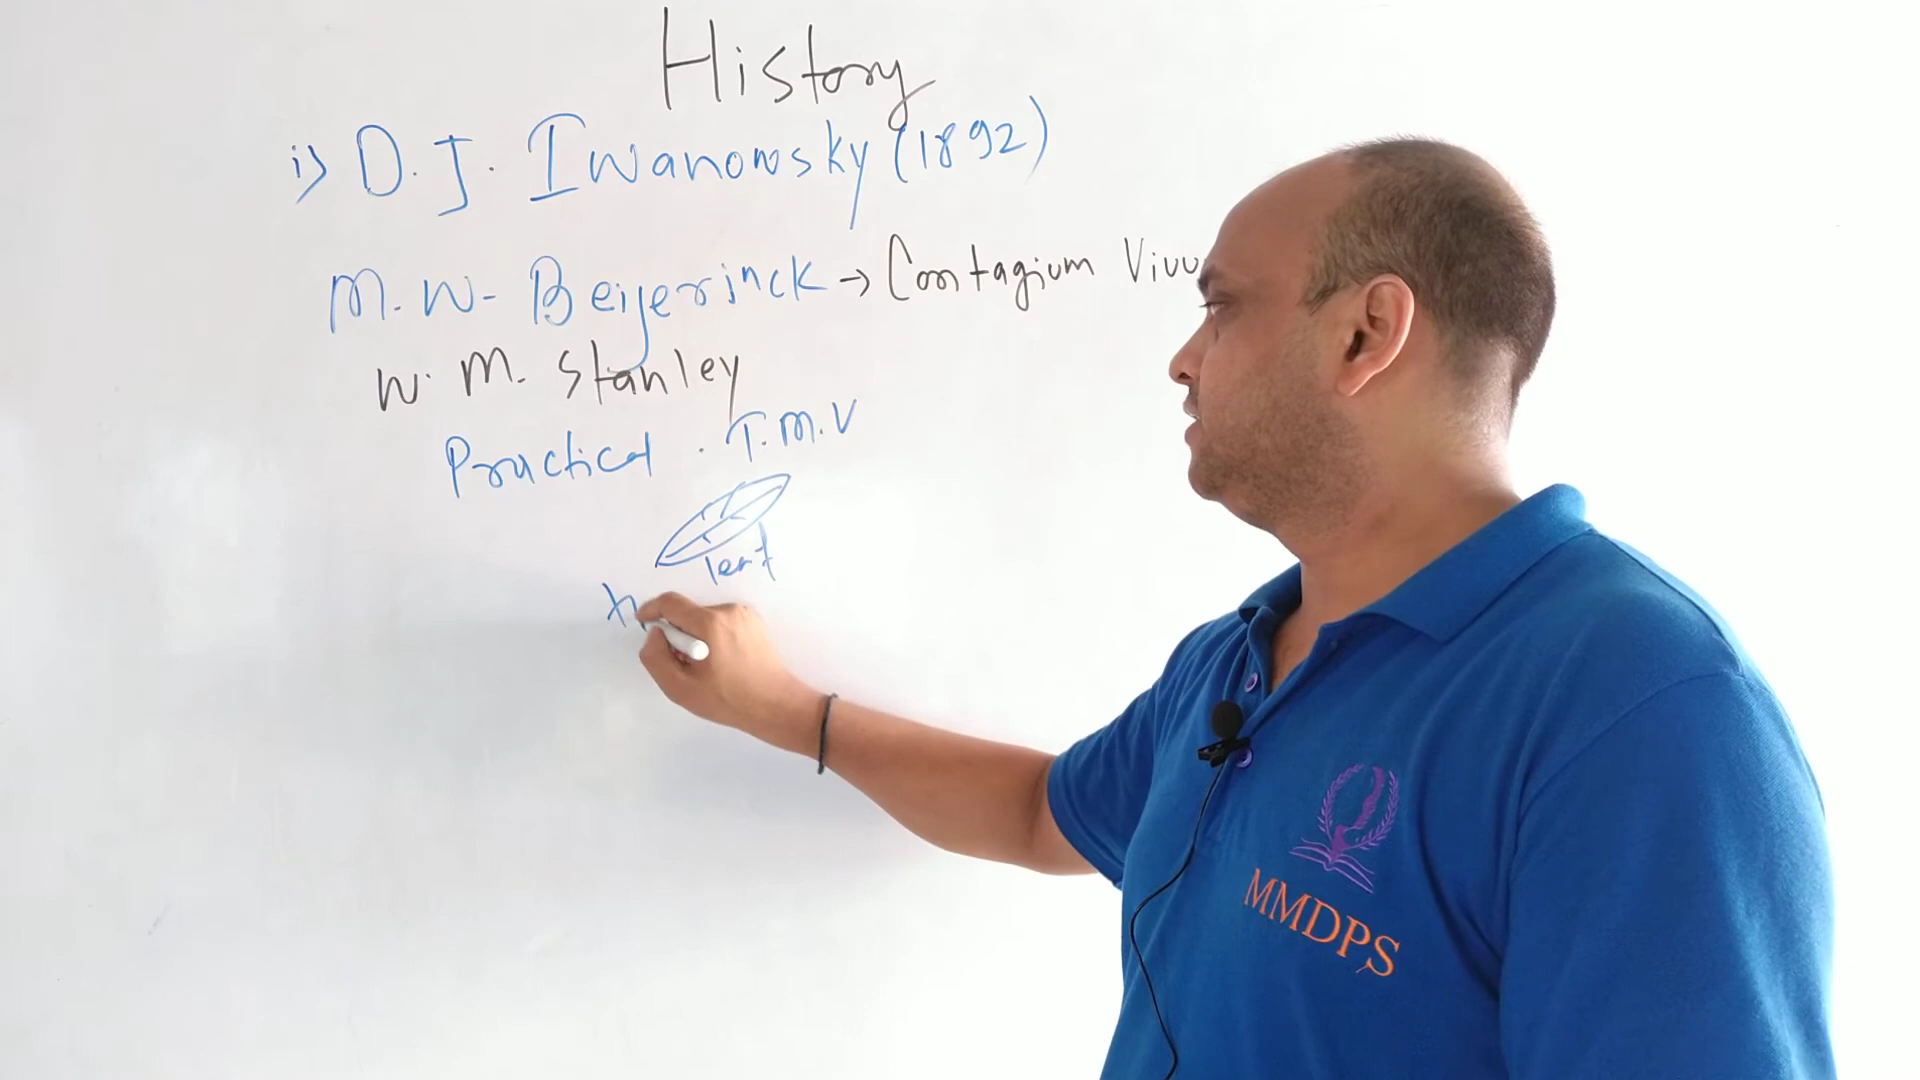 History
i) D. J. Iwanowsky (1892)
M. W- Beijerinck → Contagium Vivu
W. M. Stanley
Practical . T.M.V
leaf
MMDPS